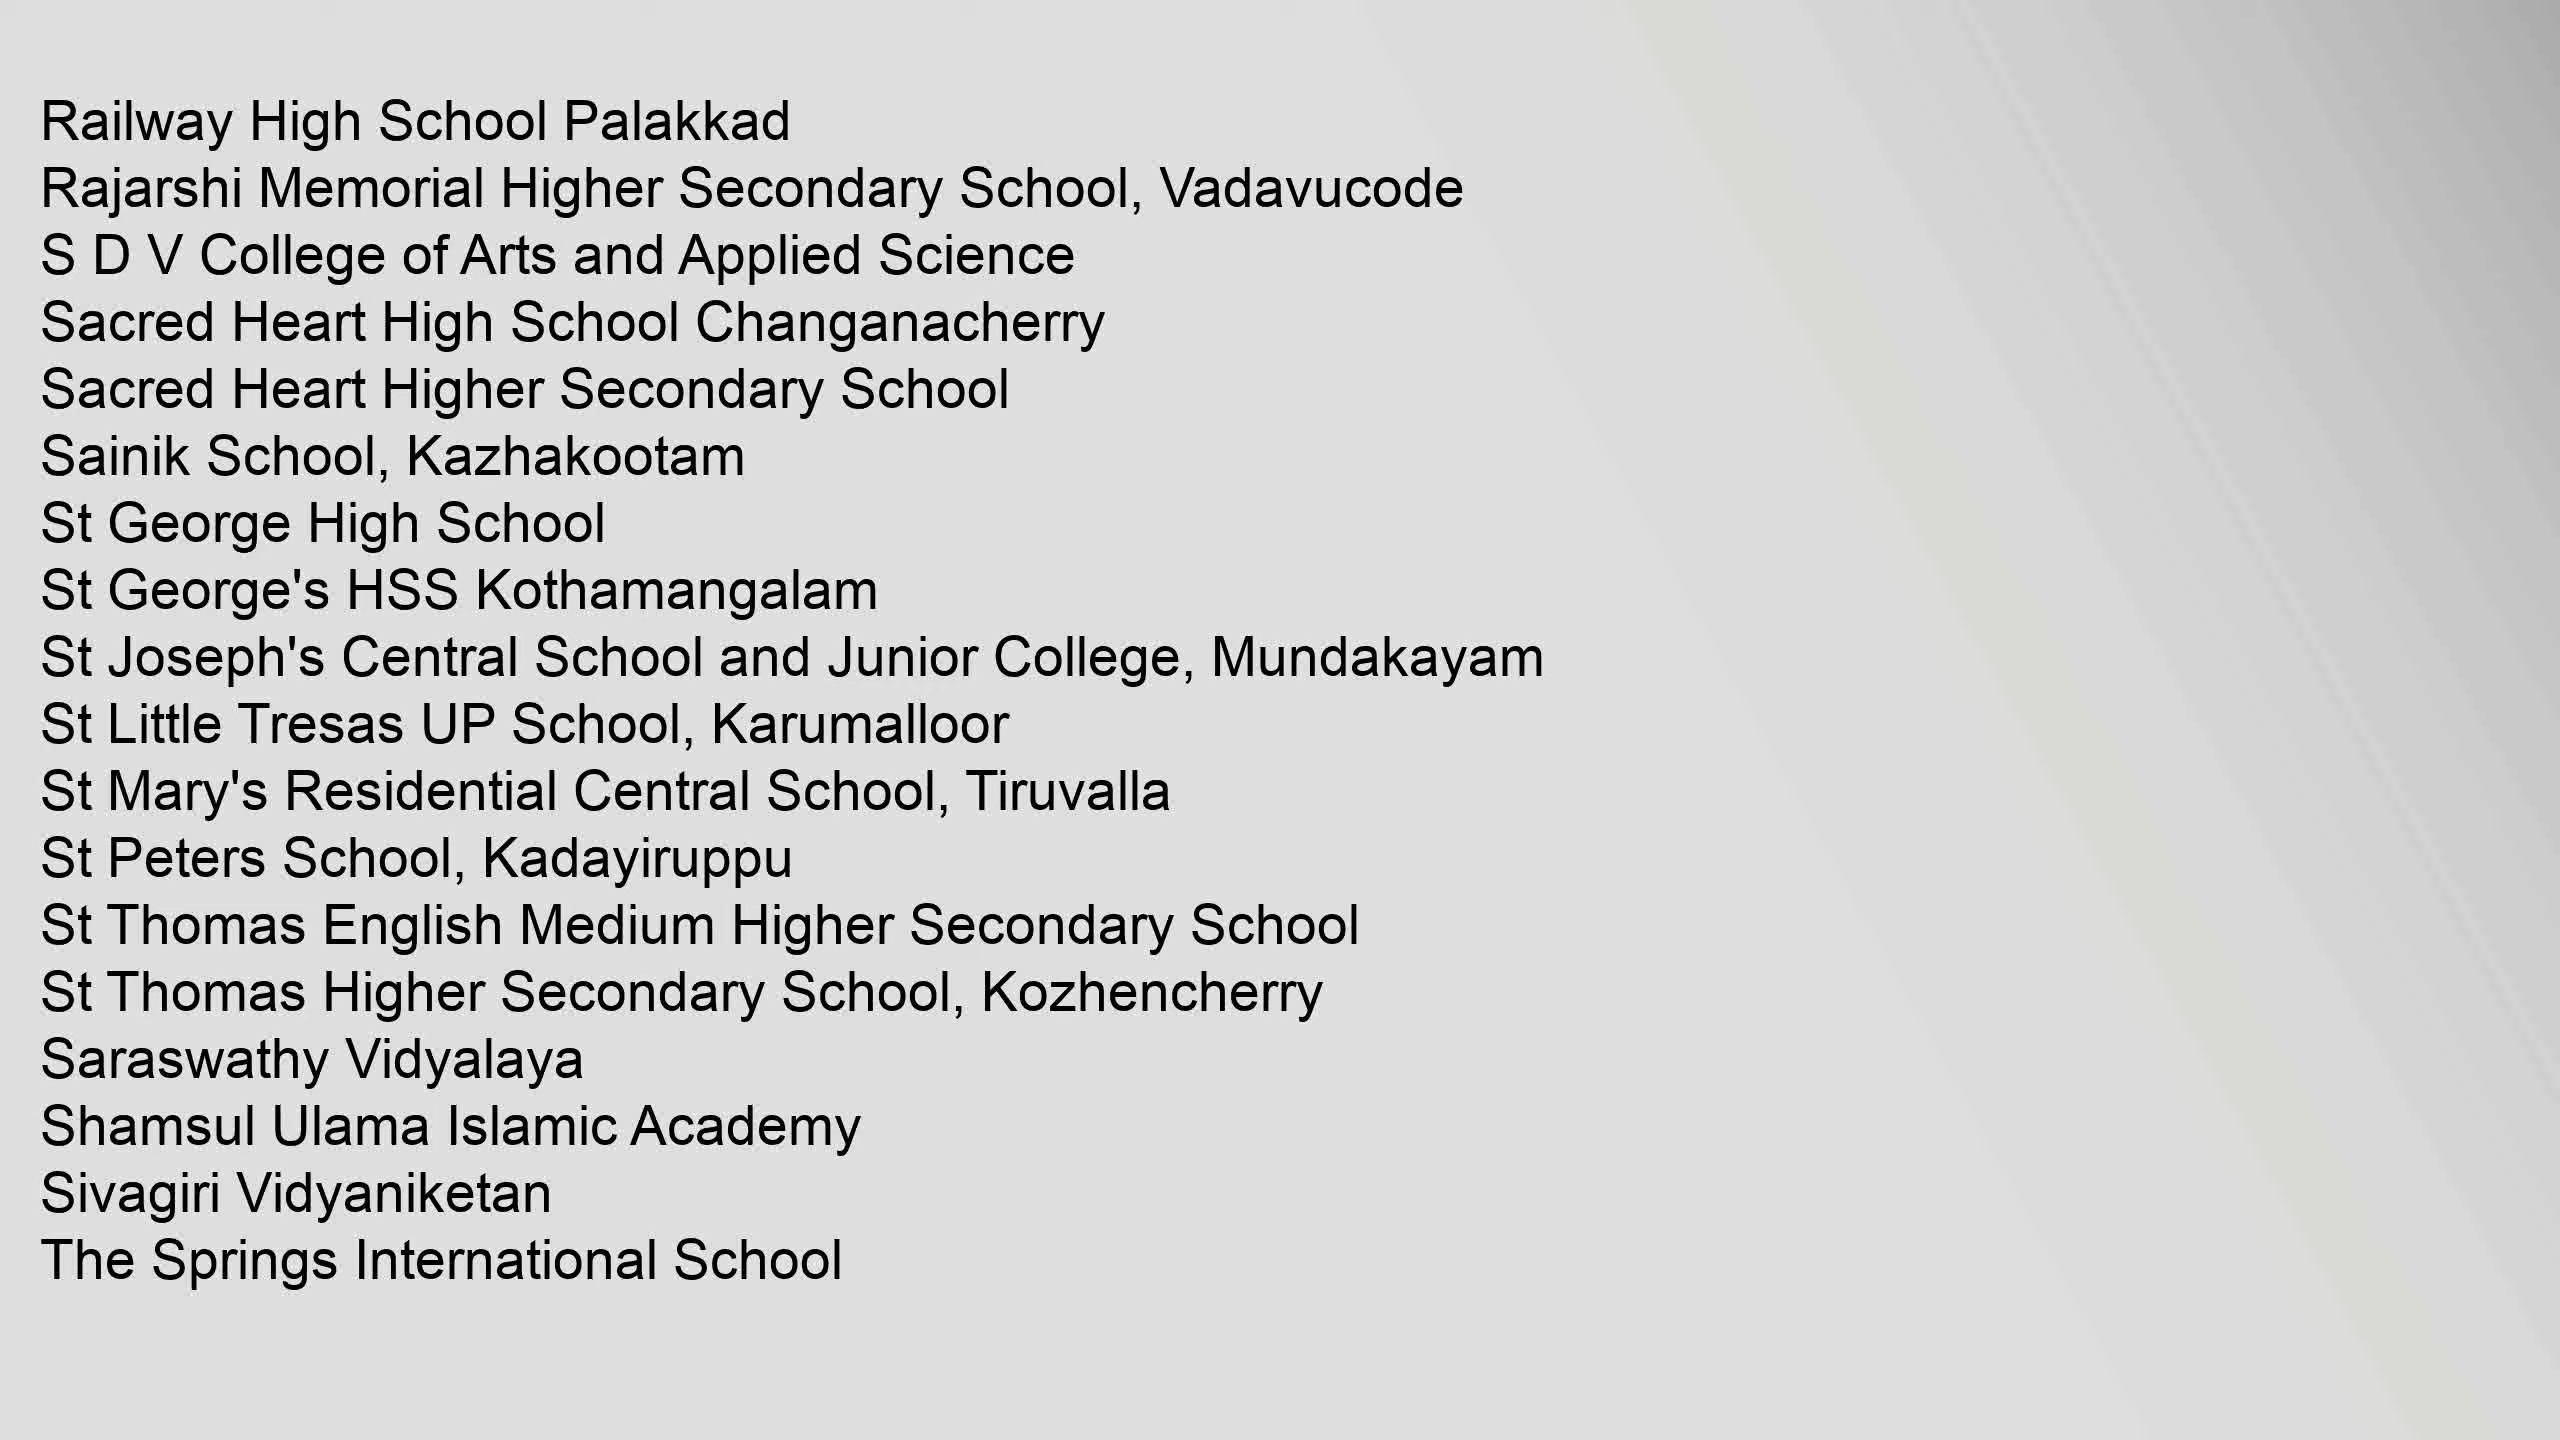 Railway High School Palakkad
Rajarshi Memorial Higher Secondary School, Vadavucode
S D V College of Arts and Applied Science
Sacred Heart High School Changanacherry
Sacred Heart Higher Secondary School
Sainik School, Kazhakootam
St George High School
St George's HSS Kothamangalam
St Joseph's Central School and Junior College, Mundakayam
St Little Tresas UP School, Karumalloor
St Mary's Residential Central School, Tiruvalla
St Peters School, Kadayiruppu
St Thomas English Medium Higher Secondary School
St Thomas Higher Secondary School, Kozhencherry
Saraswathy Vidyalaya
Shamsul Ulama Islamic Academy
Sivagiri Vidyaniketan
The Springs International School